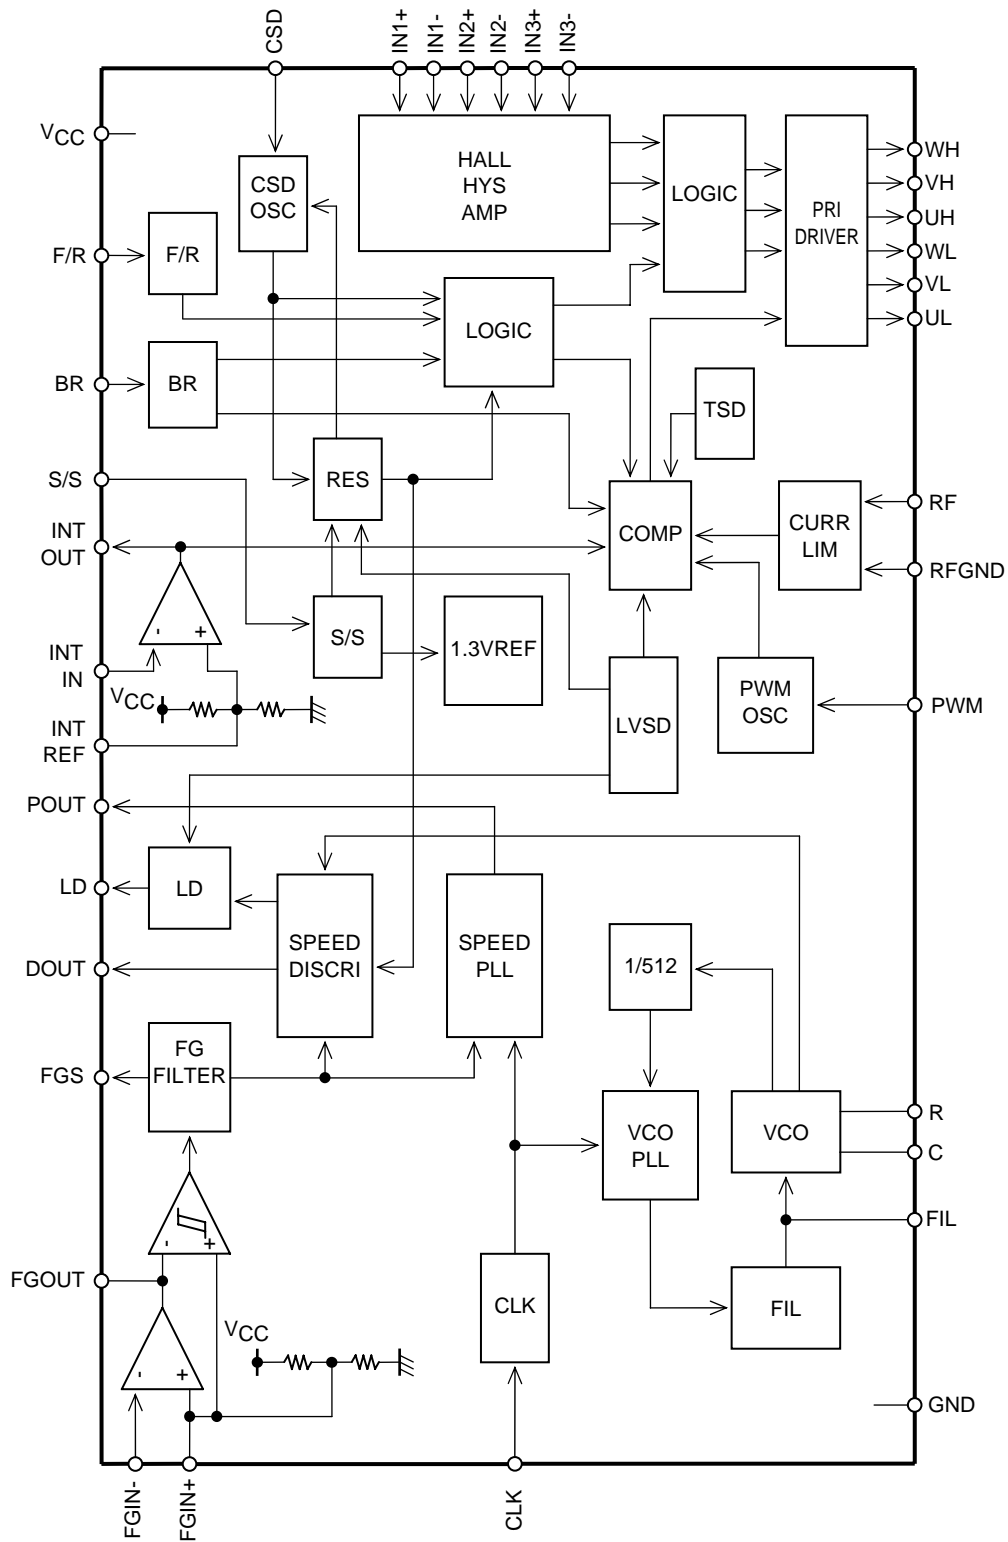 CSD
IN1+
IN1-
IN2+
IN2-
IN3+
IN3-
VCC
F/R
BR
S/S
INT
OUT
INT
IN
INT
REF
POUT
LD
DOUT
FGS
FGOUT
FGIN-
FGIN+
CLK
WH
VH
UH
WL
VL
UL
RF
RFGND
PWM
R
C
FIL
GND
CSD
OSC
HALL
HYS
AMP
LOGIC
PRI
DRIVER
F/R
LOGIC
BR
TSD
RES
COMP
CURR
LIM
-
+
S/S
1.3VREF
VCC
LVSD
PWM
OSC
LD
SPEED
DISCRI
SPEED
PLL
1/512
FG
FILTER
VCO
PLL
VCO
-
+
CLK
FIL
VCC
-
+